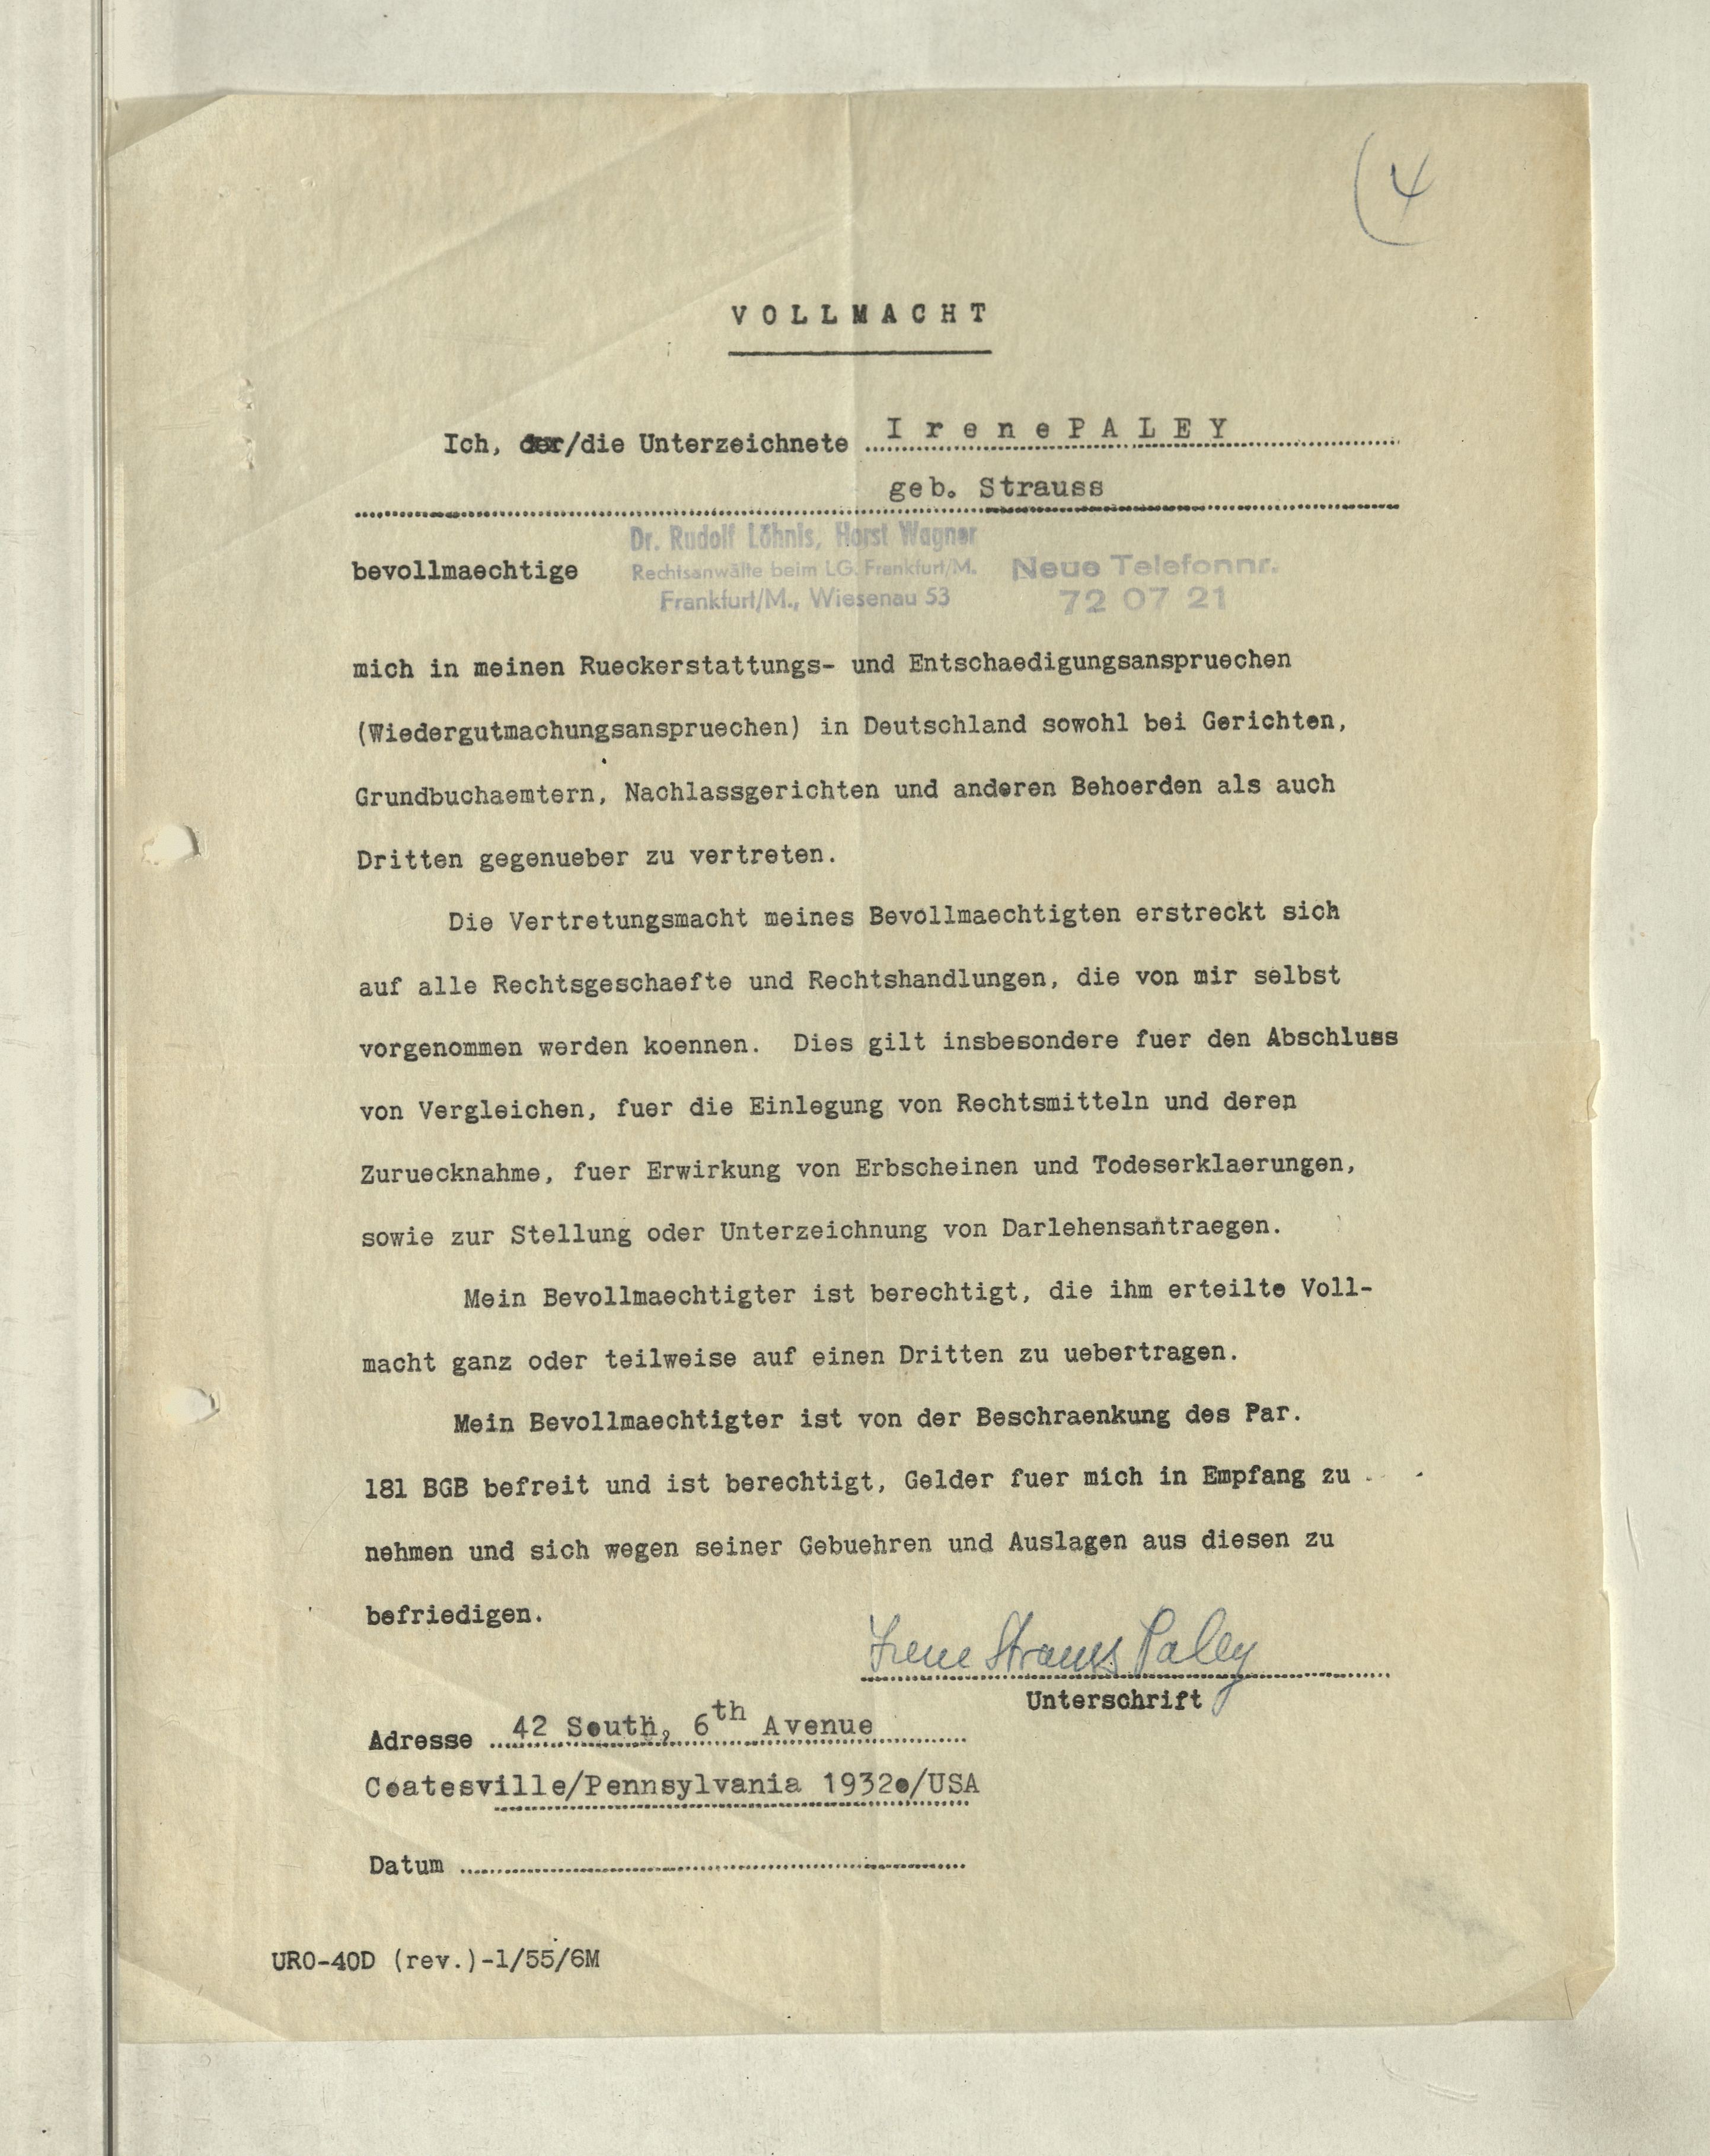 4
VOLLMACHT
Ich, der/die Unterzeichnete Irene PALEY
geb. Strauss
Dr. Rudolf Löhnis, Horst Wagner
bevollmaechtige Rechtsanwälte beim LG. Frankfurt/M. Neue Telefonnr.
Frankfurt/M., Wiesenau 53 72 07 21
mich in meinen Rueckerstattungs- und Entschaedigungsanspruechen
(Wiedergutmachungsanspruechen) in Deutschland sowohl bei Gerichten,
Grundbuchaemtern, Nachlassgerichten und anderen Behoerden als auch
Dritten gegenueber zu vertreten.
Die Vertretungsmacht meines Bevollmaechtigten erstreckt sich
auf alle Rechtsgeschaefte und Rechtshandlungen, die von mir selbst
vorgenommen werden koennen. Dies gilt insbesondere fuer den Abschluss
von Vergleichen, fuer die Einlegung von Rechtsmitteln und deren
Zuruecknahme, fuer Erwirkung von Erbscheinen und Todeserklaerungen,
sowie zur Stellung oder Unterzeichnung von Darlehensantraegen.
Mein Bevollmaechtigter ist berechtigt, die ihm erteilte Voll-
macht ganz oder teilweise auf einen Dritten zu uebertragen.
Mein Bevollmaechtigter ist von der Beschraenkung des Par.
181 BGB befreit und ist berechtigt, Gelder fuer mich in Empfang zu
nehmen und sich wegen seiner Gebuehren und Auslagen aus diesen zu
befriedigen.
Irene Strauss Paley
Unterschrift
Adresse 42 South, 6th Avenue
Coatesville/Pennsylvania 19320/USA
Datum
URO-40D (rev.)-1/55/6M